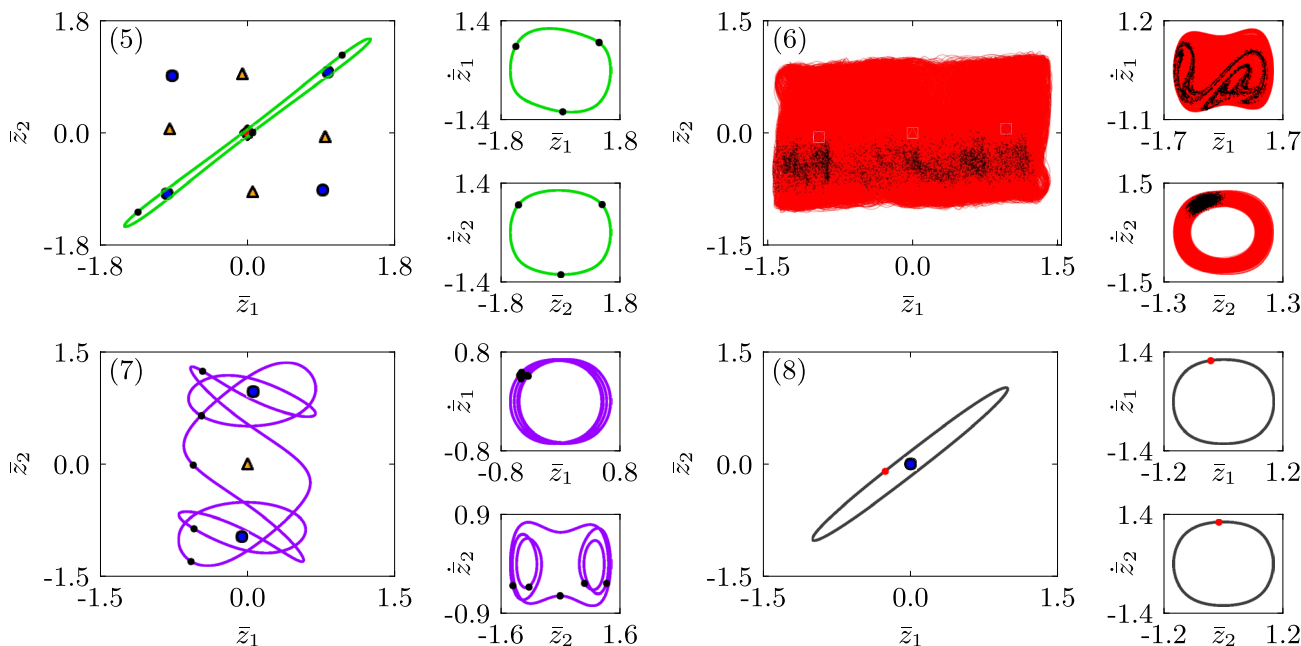 (5)
1.8
0.0
-1.8
z̄₂
-1.8 0.0 1.8
z̄₁
1.4
ż̄₁
-1.4
-1.8 z̄₁ 1.8
1.4
ż̄₂
-1.4
-1.8 z̄₂ 1.8
(6)
1.5
0.0
-1.5
z̄₂
-1.5 0.0 1.5
z̄₁
1.2
ż̄₁
-1.1
-1.7 z̄₁ 1.7
1.5
ż̄₂
-1.5
-1.3 z̄₂ 1.3
(7)
1.5
0.0
-1.5
z̄₂
-1.5 0.0 1.5
z̄₁
0.8
ż̄₁
-0.8
-0.8 z̄₁ 0.8
0.9
ż̄₂
-0.9
-1.6 z̄₂ 1.6
(8)
1.5
0.0
-1.5
z̄₂
-1.5 0.0 1.5
z̄₁
1.4
ż̄₁
-1.4
-1.2 z̄₁ 1.2
1.4
ż̄₂
-1.4
-1.2 z̄₂ 1.2